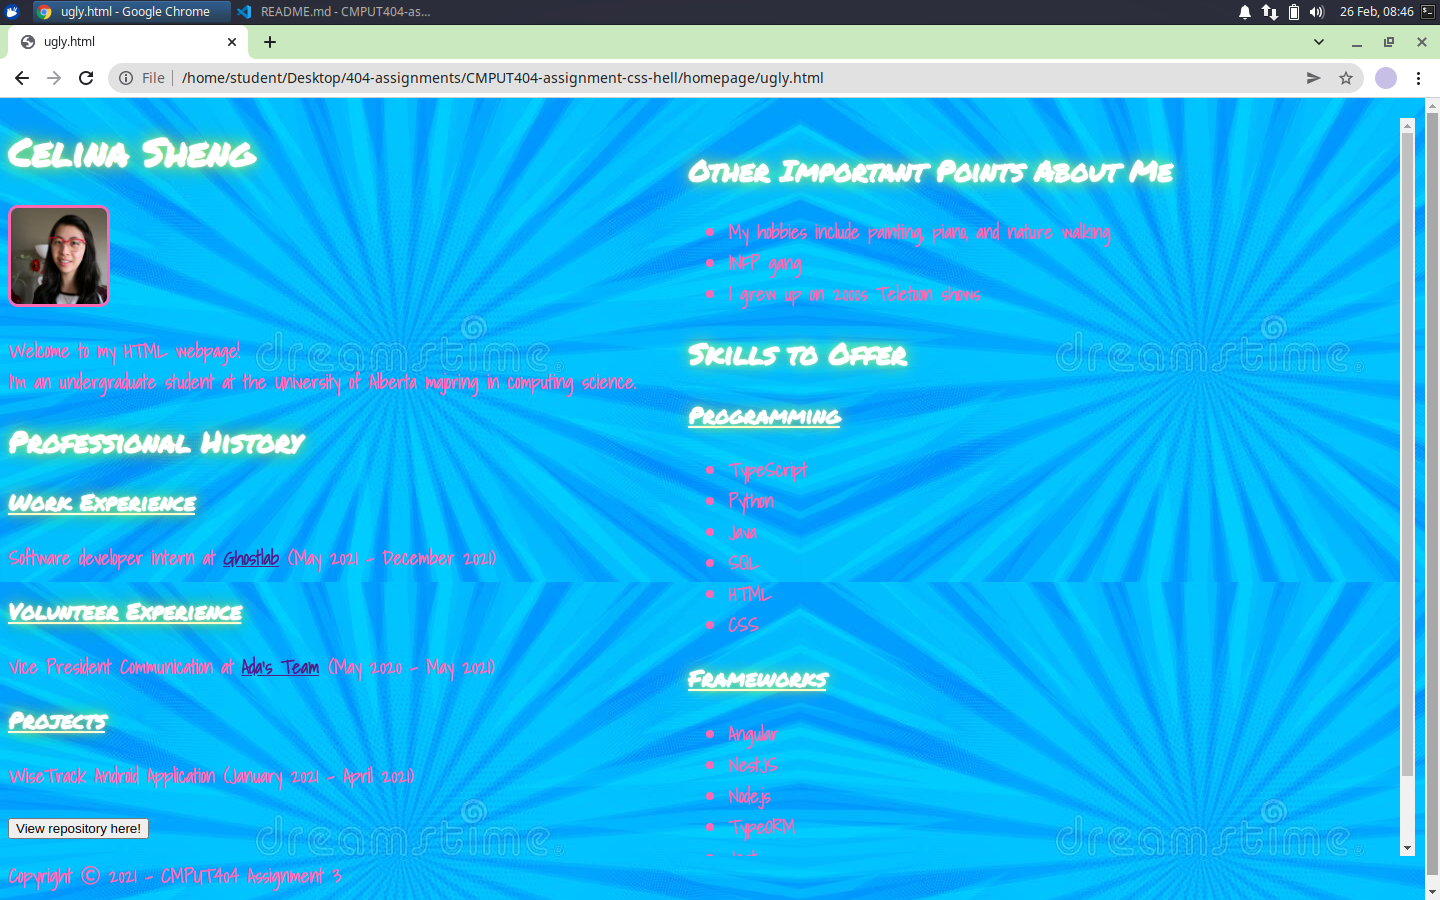 ugly.html - Google Chrome
README.md - CMPUT404-as...
26 Feb, 08:46
ugly.html
File
/home/student/Desktop/404-assignments/CMPUT404-assignment-css-hell/homepage/ugly.html
Celina Sheng
Welcome to my HTML webpage!
I'm an undergraduate student at the University of Alberta majoring in computing science.
Professional History
Work Experience
Software developer intern at Ghostlab (May 2021 - December 2021)
Volunteer Experience
Vice President Communication at Ada's Team (May 2020 - May 2021)
Projects
WiseTrack Android Application (January 2021 - April 2021)
View repository here!
Copyright © 2021 - CMPUT404 Assignment 3
Other Important Points About Me
My hobbies include painting, piano, and nature walking
INFP gang
I grew up on 2000s Teletoon shows
Skills to Offer
Programming
TypeScript
Python
Java
SQL
HTML
CSS
Frameworks
Angular
NestJS
Nodejs
TypeORM
dreamstime
dreamstime
dreamstime
dreamstime